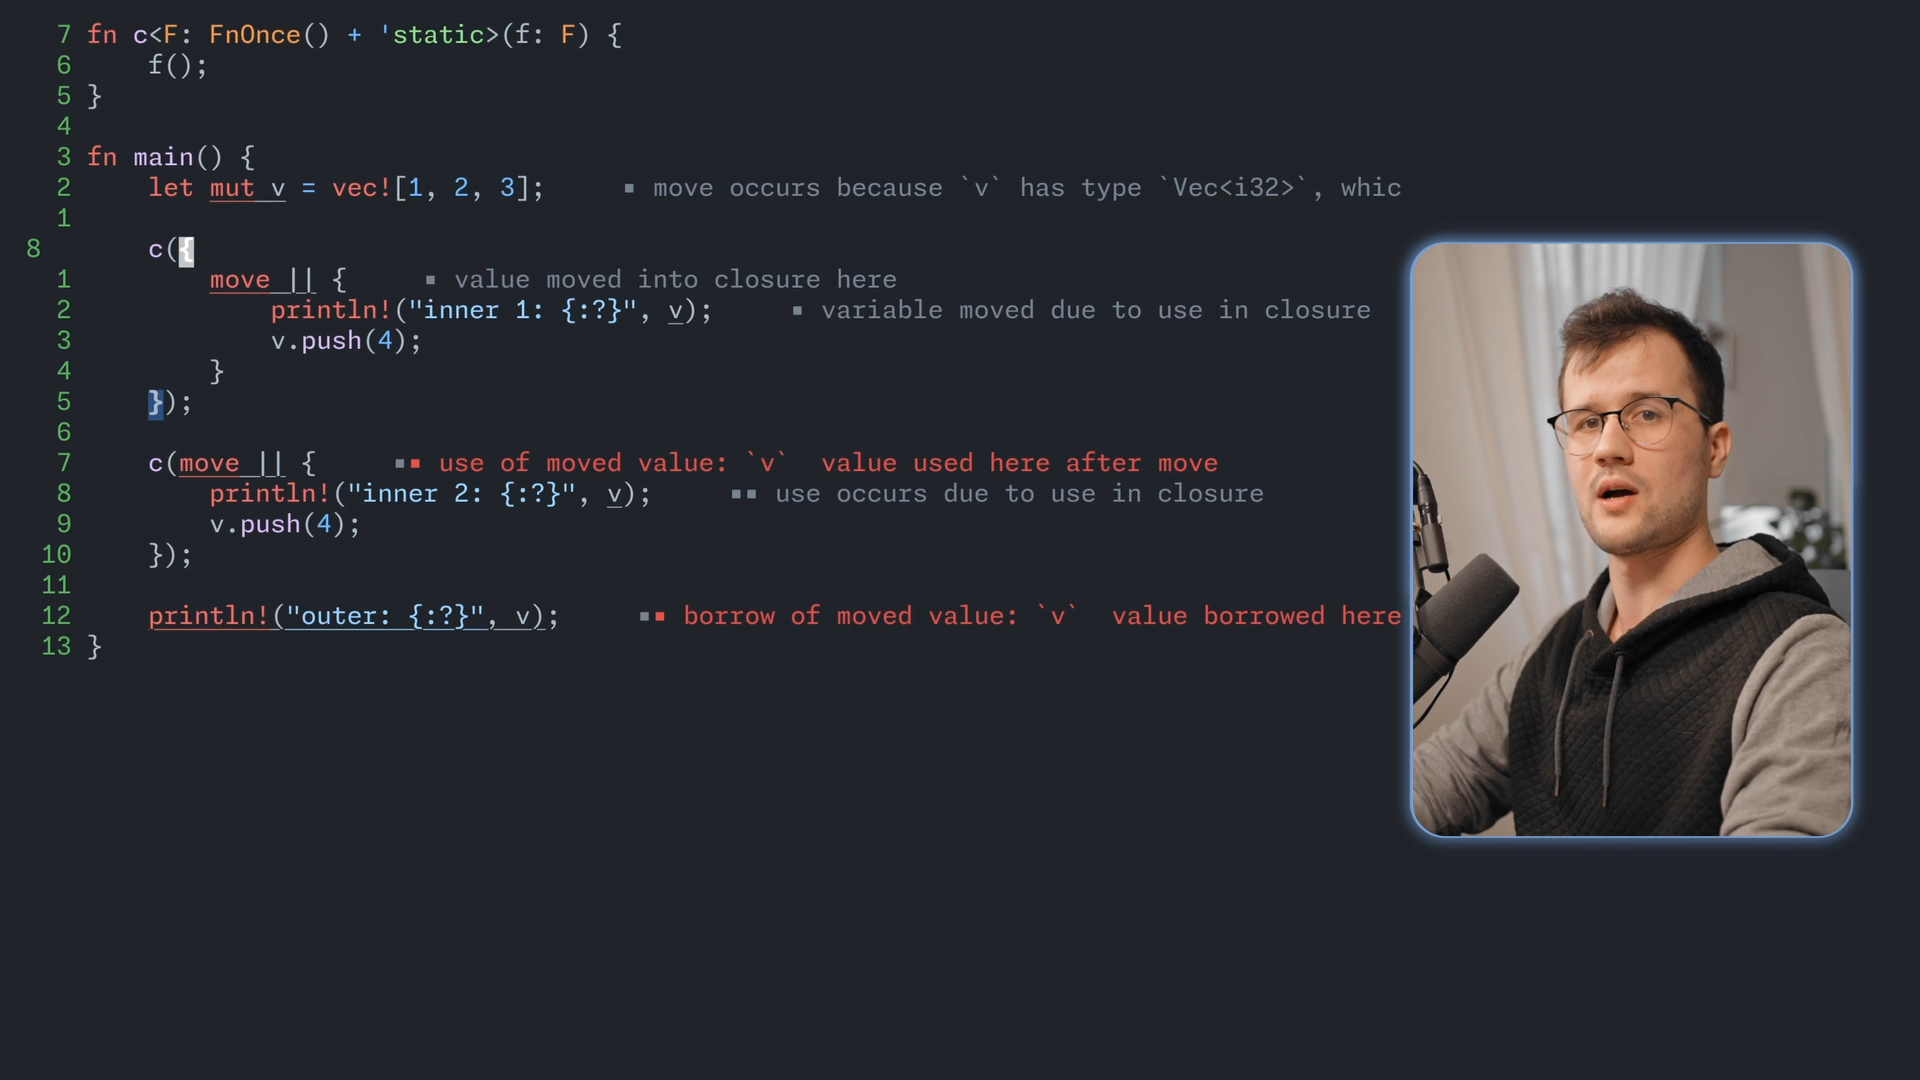 7 fn c<F: FnOnce() + 'static>(f: F) {
6     f();
5 }
4
3 fn main() {
2     let mut v = vec![1, 2, 3];     ▪ move occurs because `v` has type `Vec<i32>`, whic
1
8     c({
1         move || {     ▪ value moved into closure here
2             println!("inner 1: {:?}", v);     ▪ variable moved due to use in closure
3             v.push(4);
4         }
5     });
6
7     c(move || {     ▪▪ use of moved value: `v`  value used here after move
8         println!("inner 2: {:?}", v);     ▪▪ use occurs due to use in closure
9         v.push(4);
10     });
11
12     println!("outer: {:?}", v);     ▪▪ borrow of moved value: `v`  value borrowed here
13 }